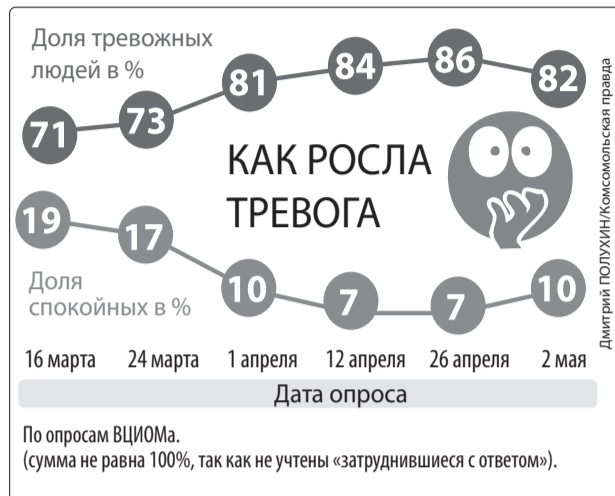 Доля тревожных
людей в %
71 73 81 84 86 82
КАК РОСЛА
ТРЕВОГА
19 17 10 7 7 10
Доля
спокойных в %
16 марта 24 марта 1 апреля 12 апреля 26 апреля 2 мая
Дата опроса
По опросам ВЦИОМа.
(сумма не равна 100%, так как не учтены «затруднившиеся с ответом»).
Дмитрий ПОЛУХИН/Комсомольская правда